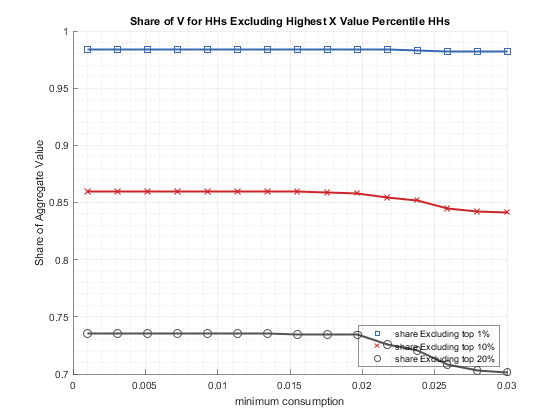 Share of V for HHs Excluding Highest X Value Percentile HHs
1
0.95
0.9
0.85
0.8
0.75
0.7
Share of Aggregate Value
share Excluding top 1%
share Excluding top 10%
share Excluding top 20%
0 0.005 0.01 0.015 0.02 0.025 0.03
minimum consumption